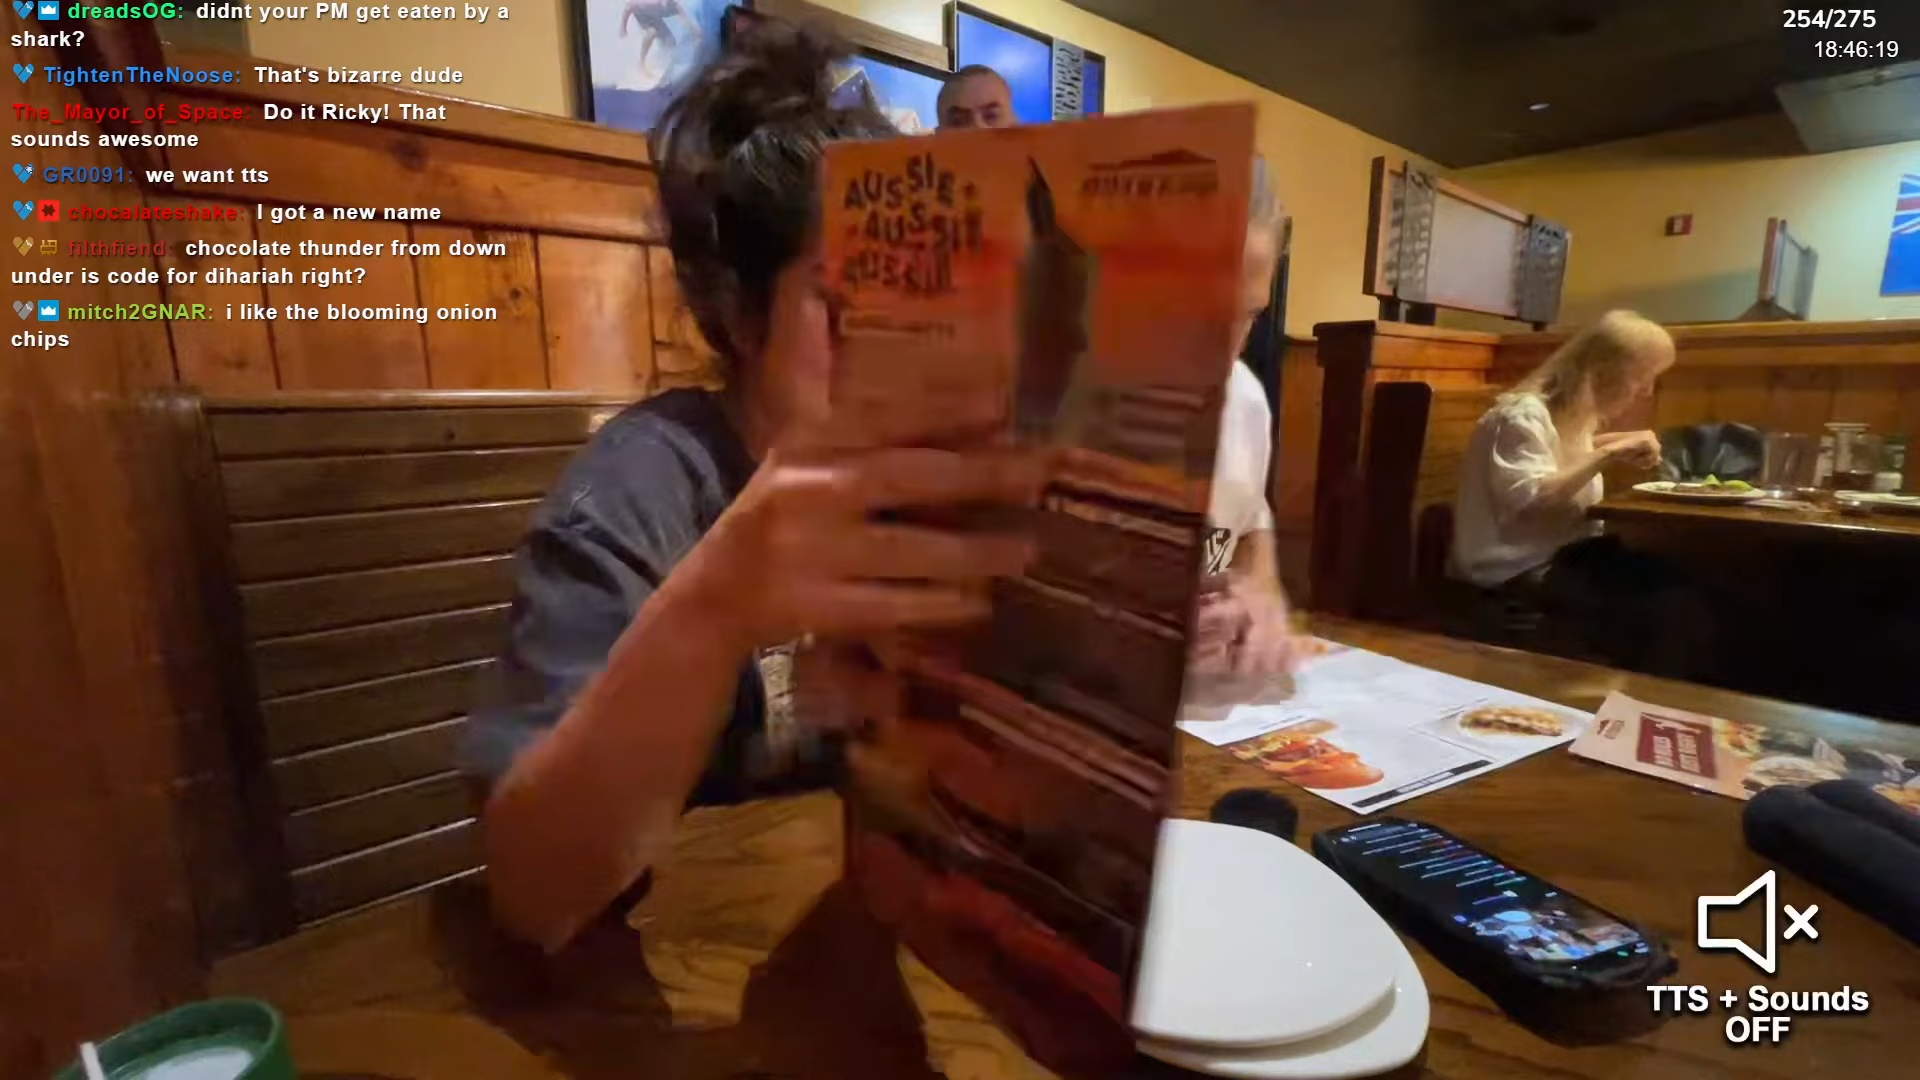 dreadsOG: didnt your PM get eaten by a
shark?
TightenTheNoose: That's bizarre dude
The_Mayor_of_Space: Do it Ricky! That
sounds awesome
GR0091: we want tts
chocalateshake: I got a new name
filthfiend: chocolate thunder from down
under is code for dihariah right?
mitch2GNAR: i like the blooming onion
chips
254/275
18:46:19
AUSSIE
AUSSIE
AUSSIE
OUTBACK
TTS + Sounds
OFF